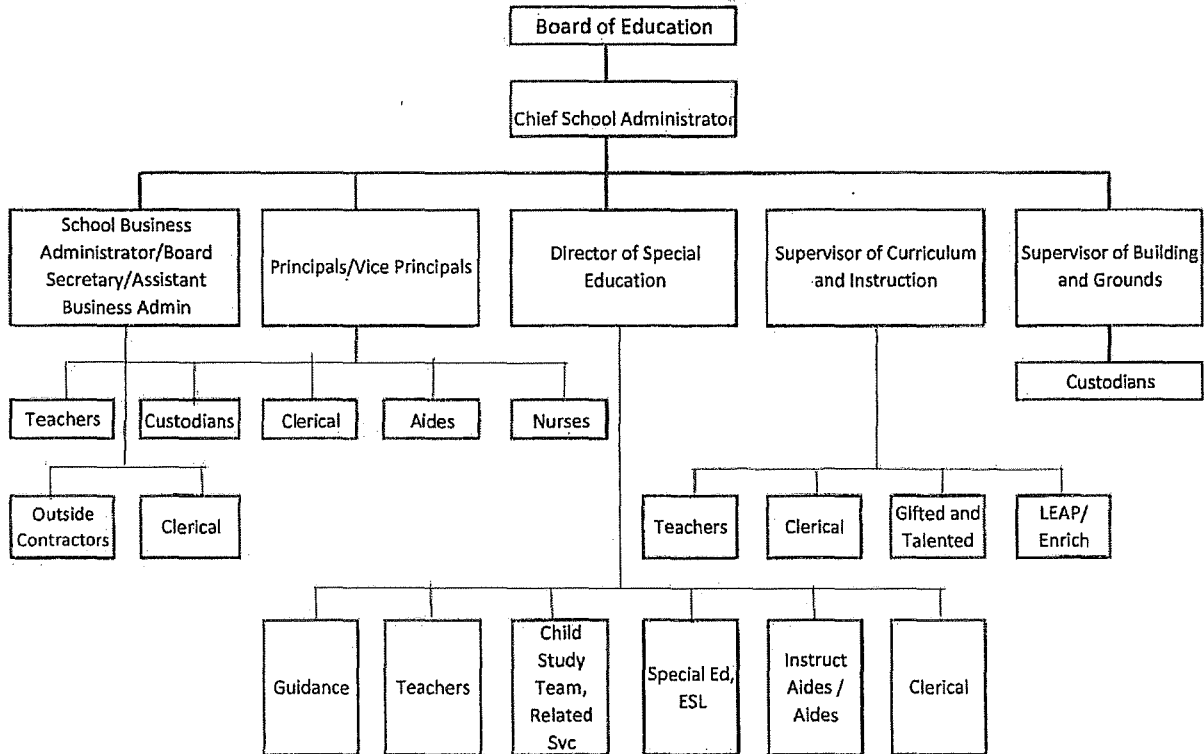 Board of Education
Chief School Administrator
School Business
Administrator/Board
Secretary/Assistant
Business Admin
Principals/Vice Principals
Director of Special
Education
Supervisor of Curriculum
and Instruction
Supervisor of Building
and Grounds
Custodians
Teachers
Custodians
Clerical
Aides
Nurses
Outside
Contractors
Clerical
Teachers
Clerical
Gifted and
Talented
LEAP/
Enrich
Guidance
Teachers
Child
Study
Team,
Related
Svc
Special Ed,
ESL
Instruct
Aides /
Aides
Clerical